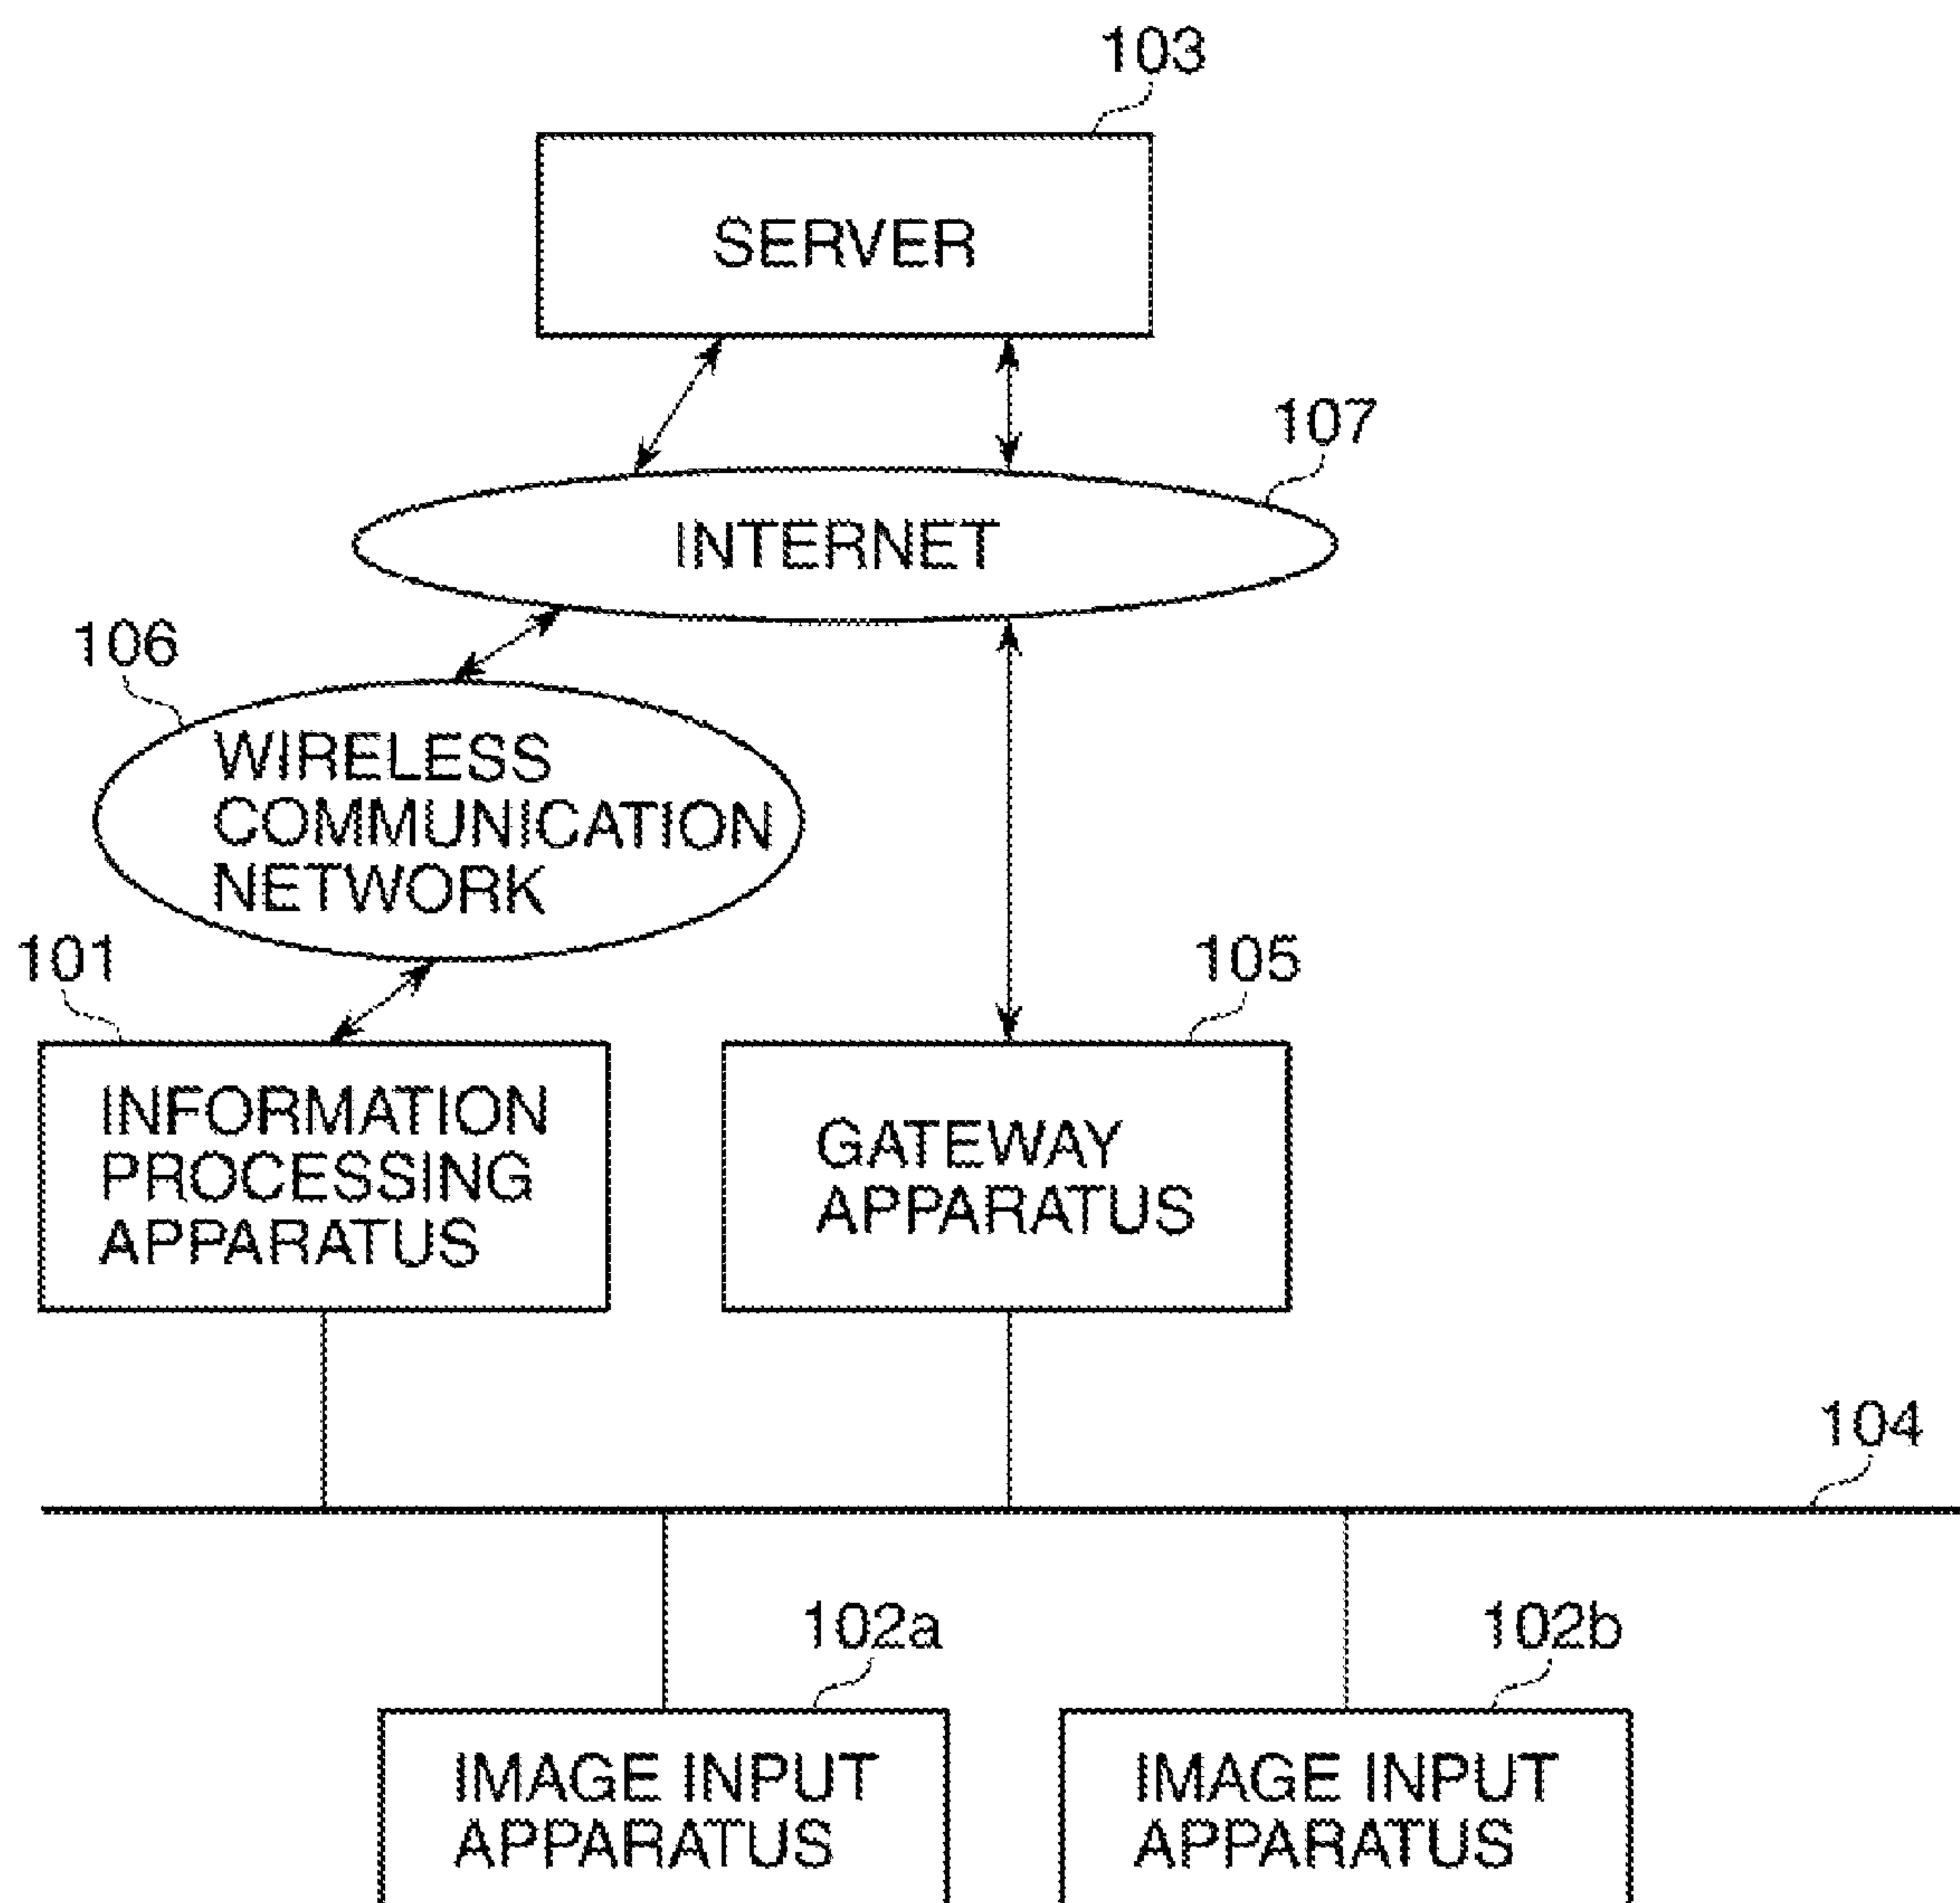 103
SERVER
107
INTERNET
106
WIRELESS
COMMUNICATION
NETWORK
101
105
INFORMATION
PROCESSING
APPARATUS
GATEWAY
APPARATUS
104
102a
102b
IMAGE INPUT
APPARATUS
IMAGE INPUT
APPARATUS